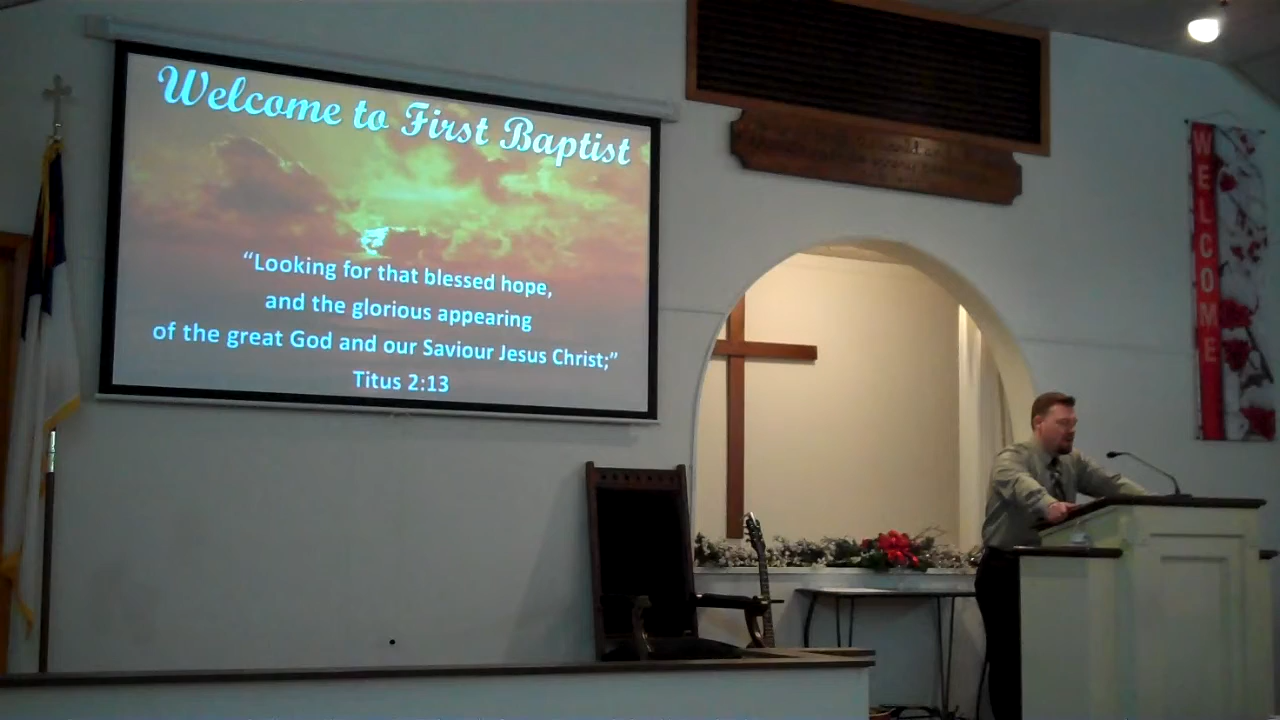 Welcome to First Baptist
“Looking for that blessed hope,
and the glorious appearing
of the great God and our Saviour Jesus Christ;”
Titus 2:13
WELCOME